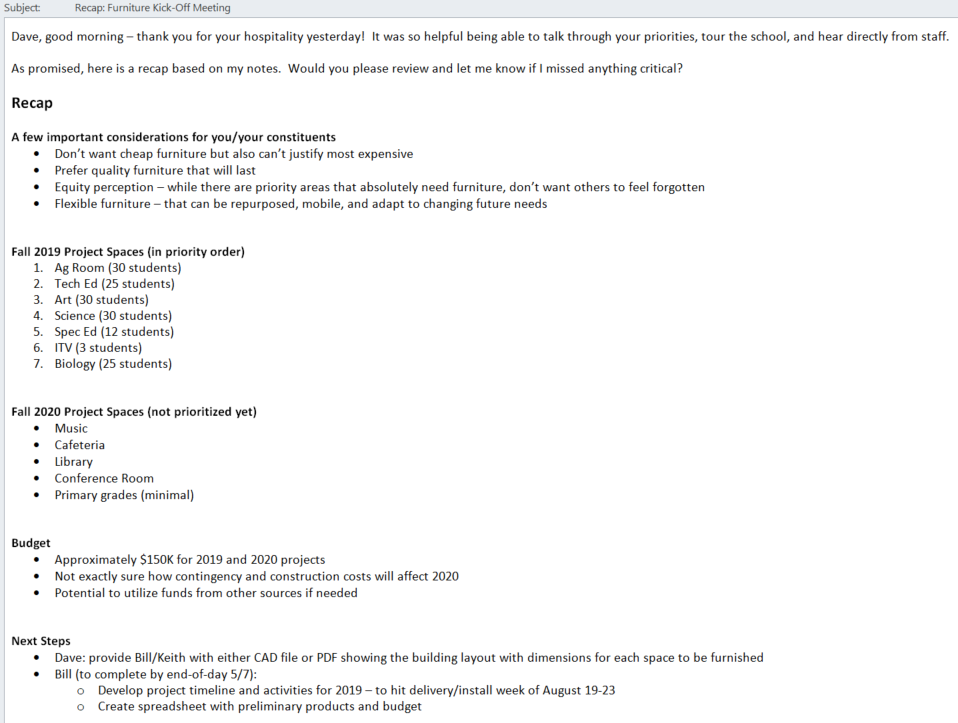 Subject: Recap: Furniture Kick-Off Meeting
Dave, good morning – thank you for your hospitality yesterday!  It was so helpful being able to talk through your priorities, tour the school, and hear directly from staff.
As promised, here is a recap based on my notes.  Would you please review and let me know if I missed anything critical?
Recap
A few important considerations for you/your constituents
• Don’t want cheap furniture but also can’t justify most expensive
• Prefer quality furniture that will last
• Equity perception – while there are priority areas that absolutely need furniture, don’t want others to feel forgotten
• Flexible furniture – that can be repurposed, mobile, and adapt to changing future needs
Fall 2019 Project Spaces (in priority order)
1. Ag Room (30 students)
2. Tech Ed (25 students)
3. Art (30 students)
4. Science (30 students)
5. Spec Ed (12 students)
6. ITV (3 students)
7. Biology (25 students)
Fall 2020 Project Spaces (not prioritized yet)
• Music
• Cafeteria
• Library
• Conference Room
• Primary grades (minimal)
Budget
• Approximately $150K for 2019 and 2020 projects
• Not exactly sure how contingency and construction costs will affect 2020
• Potential to utilize funds from other sources if needed
Next Steps
• Dave: provide Bill/Keith with either CAD file or PDF showing the building layout with dimensions for each space to be furnished
• Bill (to complete by end-of-day 5/7):
o Develop project timeline and activities for 2019 – to hit delivery/install week of August 19-23
o Create spreadsheet with preliminary products and budget